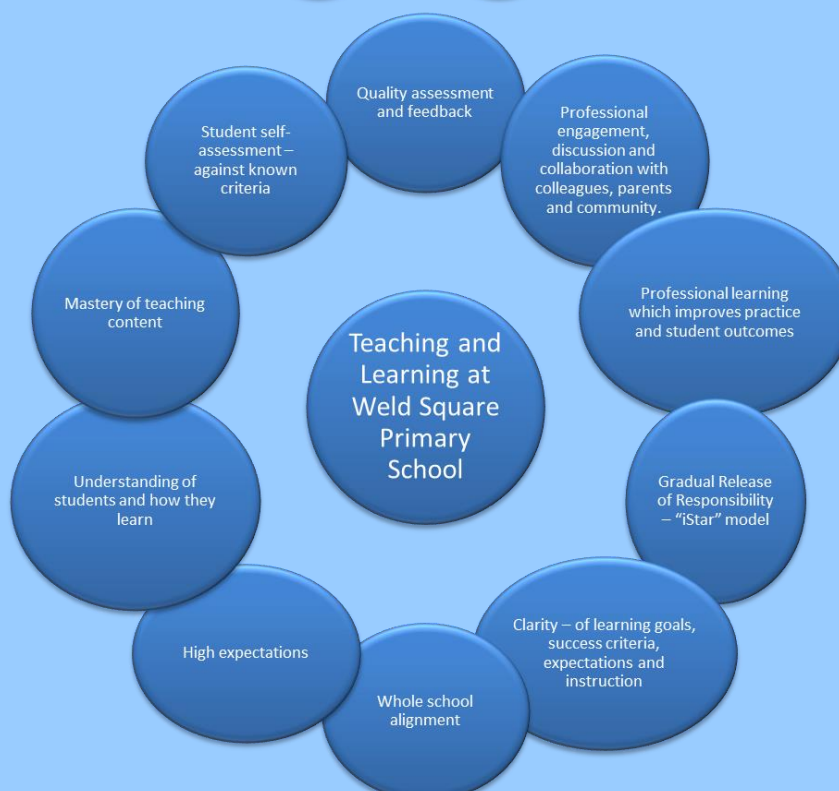 Quality assessment
and feedback
Professional
engagement,
discussion and
collaboration with
colleagues, parents
and community.
Professional learning
which improves practice
and student outcomes
Gradual Release
of Responsibility
– “iStar” model
Clarity – of learning goals,
success criteria,
expectations and
instruction
Whole school
alignment
High expectations
Understanding of
students and how they
learn
Mastery of teaching
content
Student self-
assessment –
against known
criteria
Teaching and
Learning at
Weld Square
Primary
School